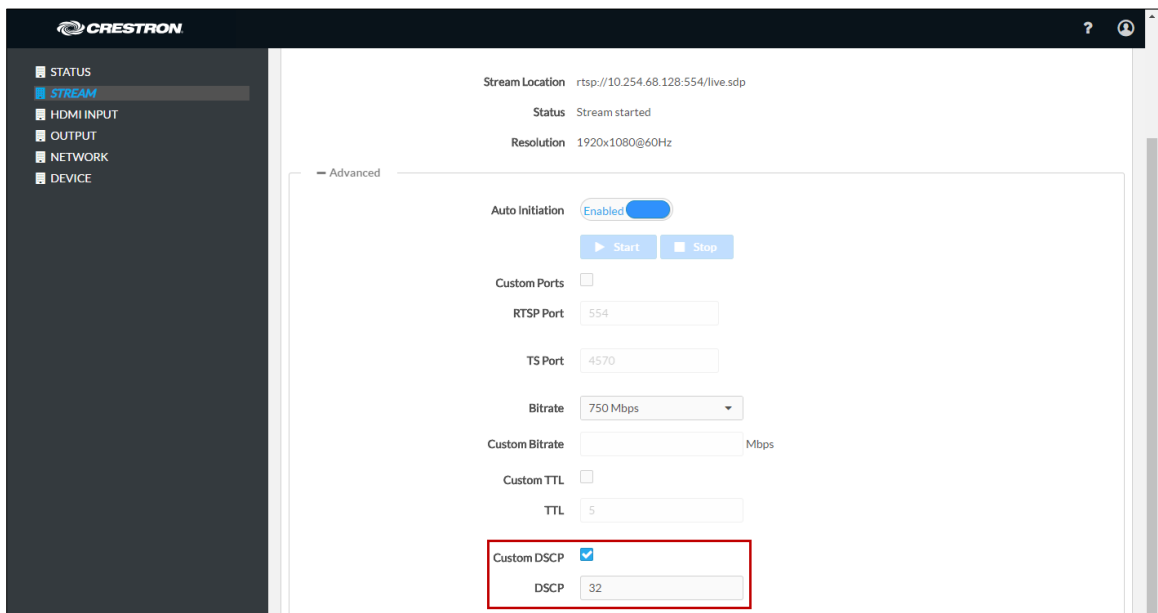 CRESTRON.
?
STATUS
STREAM
HDMI INPUT
OUTPUT
NETWORK
DEVICE
Stream Location rtsp://10.254.68.128:554/live.sdp
Status Stream started
Resolution 1920x1080@60Hz
Advanced
Auto Initiation Enabled
Start Stop
Custom Ports
RTSP Port 554
TS Port 4570
Bitrate 750 Mbps
Custom Bitrate Mbps
Custom TTL
TTL 5
Custom DSCP
DSCP 32